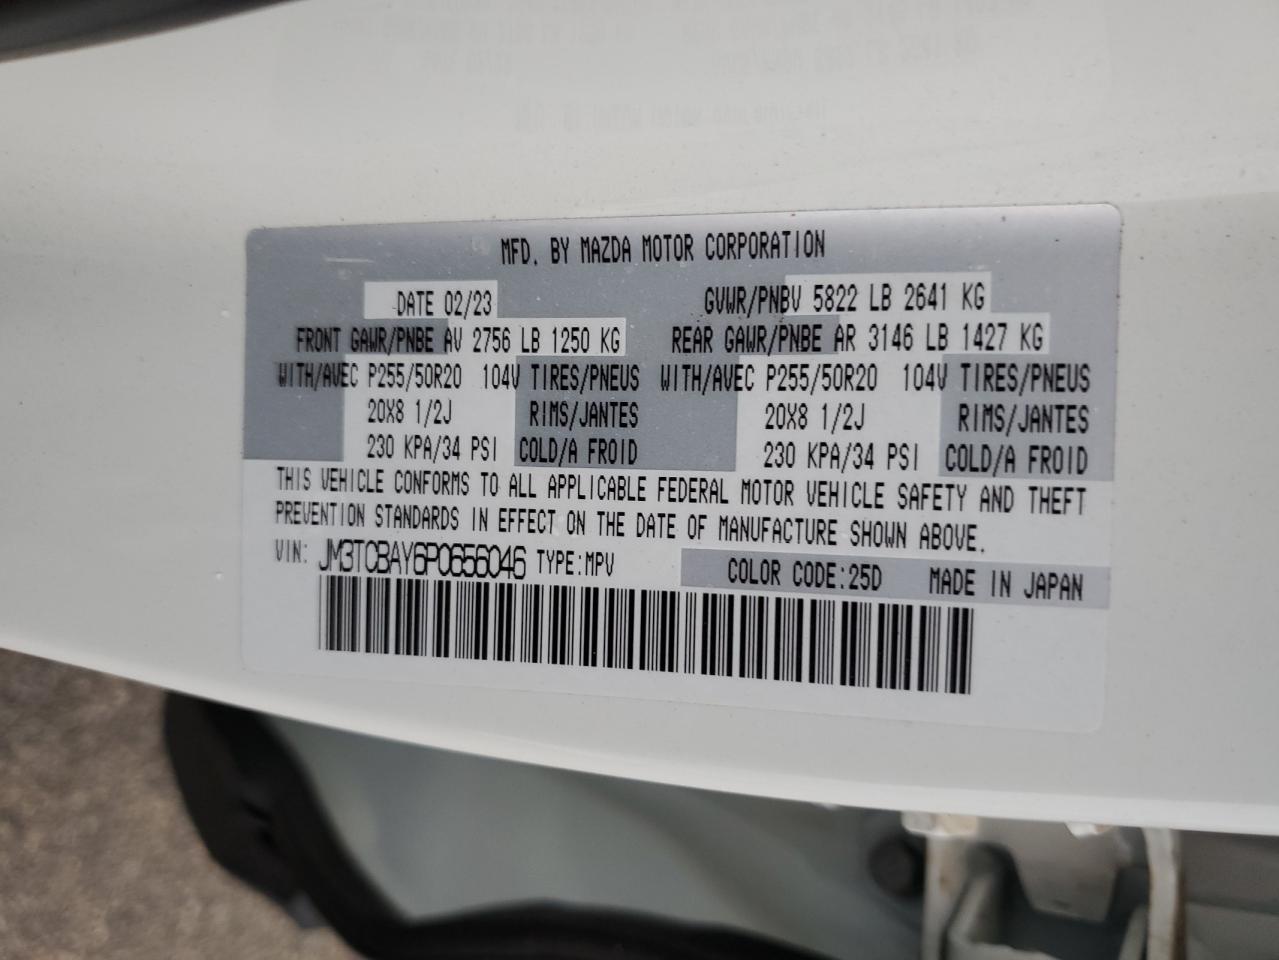 MFD. BY MAZDA MOTOR CORPORATION
DATE 02/23 GVWR/PNBV 5822 LB 2641 KG
FRONT GAWR/PNBE AV 2756 LB 1250 KG REAR GAWR/PNBE AR 3146 LB 1427 KG
WITH/AVEC P255/50R20 104V TIRES/PNEUS WITH/AVEC P255/50R20 104V TIRES/PNEUS
20X8 1/2J RIMS/JANTES 20X8 1/2J RIMS/JANTES
230 KPA/34 PSI COLD/A FROID 230 KPA/34 PSI COLD/A FROID
THIS VEHICLE CONFORMS TO ALL APPLICABLE FEDERAL MOTOR VEHICLE SAFETY AND THEFT
PREVENTION STANDARDS IN EFFECT ON THE DATE OF MANUFACTURE SHOWN ABOVE.
VIN: JM3TCBAY6P0656046 TYPE:MPV COLOR CODE:25D MADE IN JAPAN